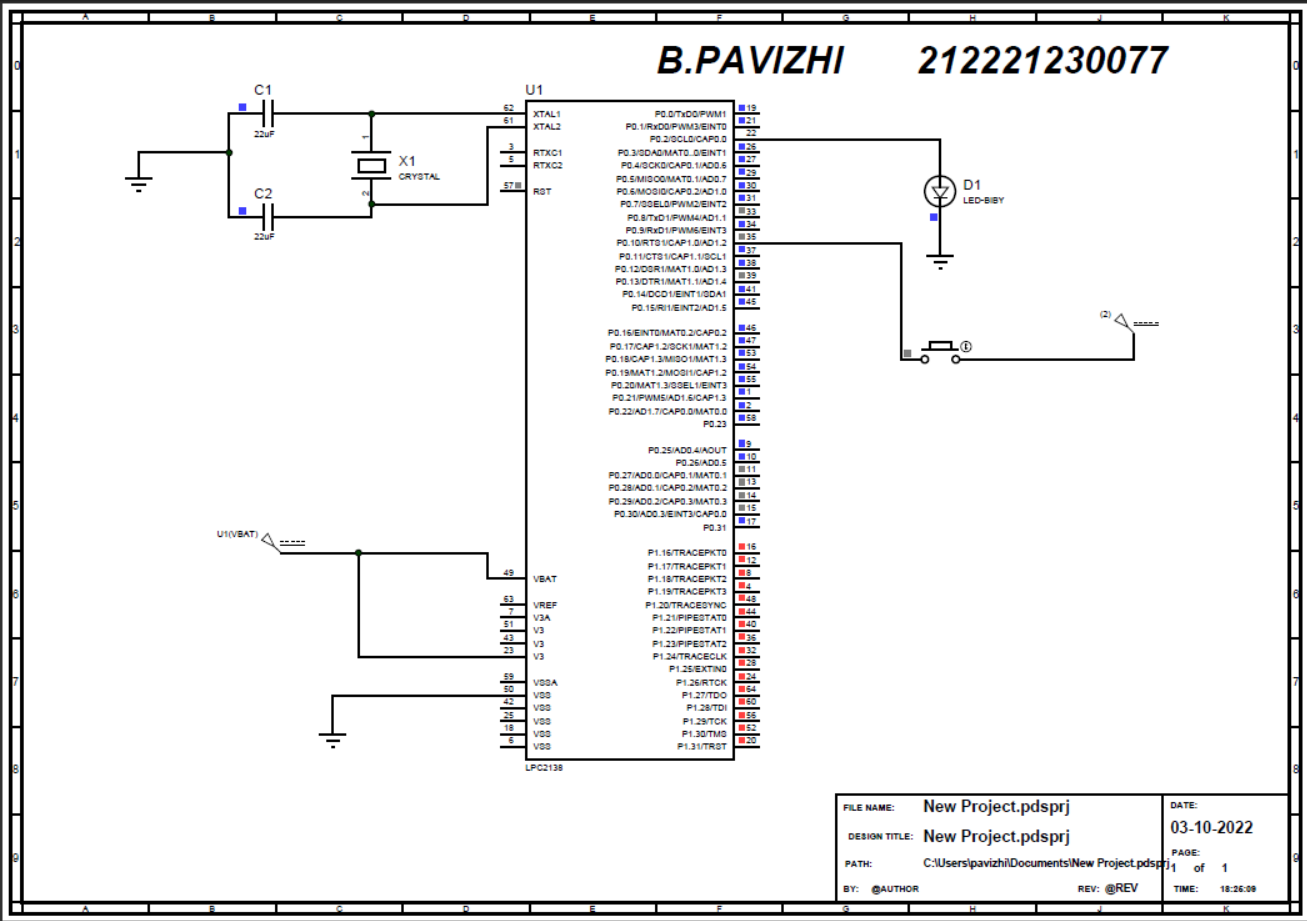 A B C D E F G H J K
B.PAVIZHI 212221230077
0 0
1 1
2 2
3 3
4 4
5 5
6 6
7 7
8 8
9 9
C1
22uF
C2
22uF
1
2
X1
CRYSTAL
U1
62 XTAL1
61 XTAL2
3 RTXC1
5 RTXC2
57 RST
U1(VBAT)
49 VBAT
63 VREF
7 V3A
51 V3
43 V3
23 V3
59 VSSA
50 VSS
42 VSS
25 VSS
18 VSS
6 VSS
P0.0/TxD0/PWM1 19
P0.1/RxD0/PWM3/EINT0 21
P0.2/SCL0/CAP0.0 22
P0.3/SDA0/MAT0.0/EINT1 26
P0.4/SCK0/CAP0.1/AD0.6 27
P0.5/MISO0/MAT0.1/AD0.7 29
P0.6/MOSI0/CAP0.2/AD1.0 30
P0.7/SSEL0/PWM2/EINT2 31
P0.8/TxD1/PWM4/AD1.1 33
P0.9/RxD1/PWM6/EINT3 34
P0.10/RTS1/CAP1.0/AD1.2 35
P0.11/CTS1/CAP1.1/SCL1 37
P0.12/DSR1/MAT1.0/AD1.3 38
P0.13/DTR1/MAT1.1/AD1.4 39
P0.14/DCD1/EINT1/SDA1 41
P0.15/RI1/EINT2/AD1.5 45
P0.16/EINT0/MAT0.2/CAP0.2 46
P0.17/CAP1.2/SCK1/MAT1.2 47
P0.18/CAP1.3/MISO1/MAT1.3 53
P0.19/MAT1.2/MOSI1/CAP1.2 54
P0.20/MAT1.3/SSEL1/EINT3 55
P0.21/PWM5/AD1.6/CAP1.3 1
P0.22/AD1.7/CAP0.0/MAT0.0 2
P0.23 58
P0.25/AD0.4/AOUT 9
P0.26/AD0.5 10
P0.27/AD0.0/CAP0.1/MAT0.1 11
P0.28/AD0.1/CAP0.2/MAT0.2 13
P0.29/AD0.2/CAP0.3/MAT0.3 14
P0.30/AD0.3/EINT3/CAP0.0 15
P0.31 17
P1.16/TRACEPKT0 16
P1.17/TRACEPKT1 12
P1.18/TRACEPKT2 8
P1.19/TRACEPKT3 4
P1.20/TRACESYNC 48
P1.21/PIPESTAT0 44
P1.22/PIPESTAT1 40
P1.23/PIPESTAT2 36
P1.24/TRACECLK 32
P1.25/EXTIN0 28
P1.26/RTCK 24
P1.27/TDO 64
P1.28/TDI 60
P1.29/TCK 56
P1.30/TMS 52
P1.31/TRST 20
LPC2138
D1
LED-BIBY
(2)
FILE NAME: New Project.pdsprj
DESIGN TITLE: New Project.pdsprj
PATH: C:\Users\pavizhi\Documents\New Project.pdsprj
BY: @AUTHOR REV: @REV
DATE:
03-10-2022
PAGE:
1 of 1
TIME: 18:26:09
A B C D E F G H J K